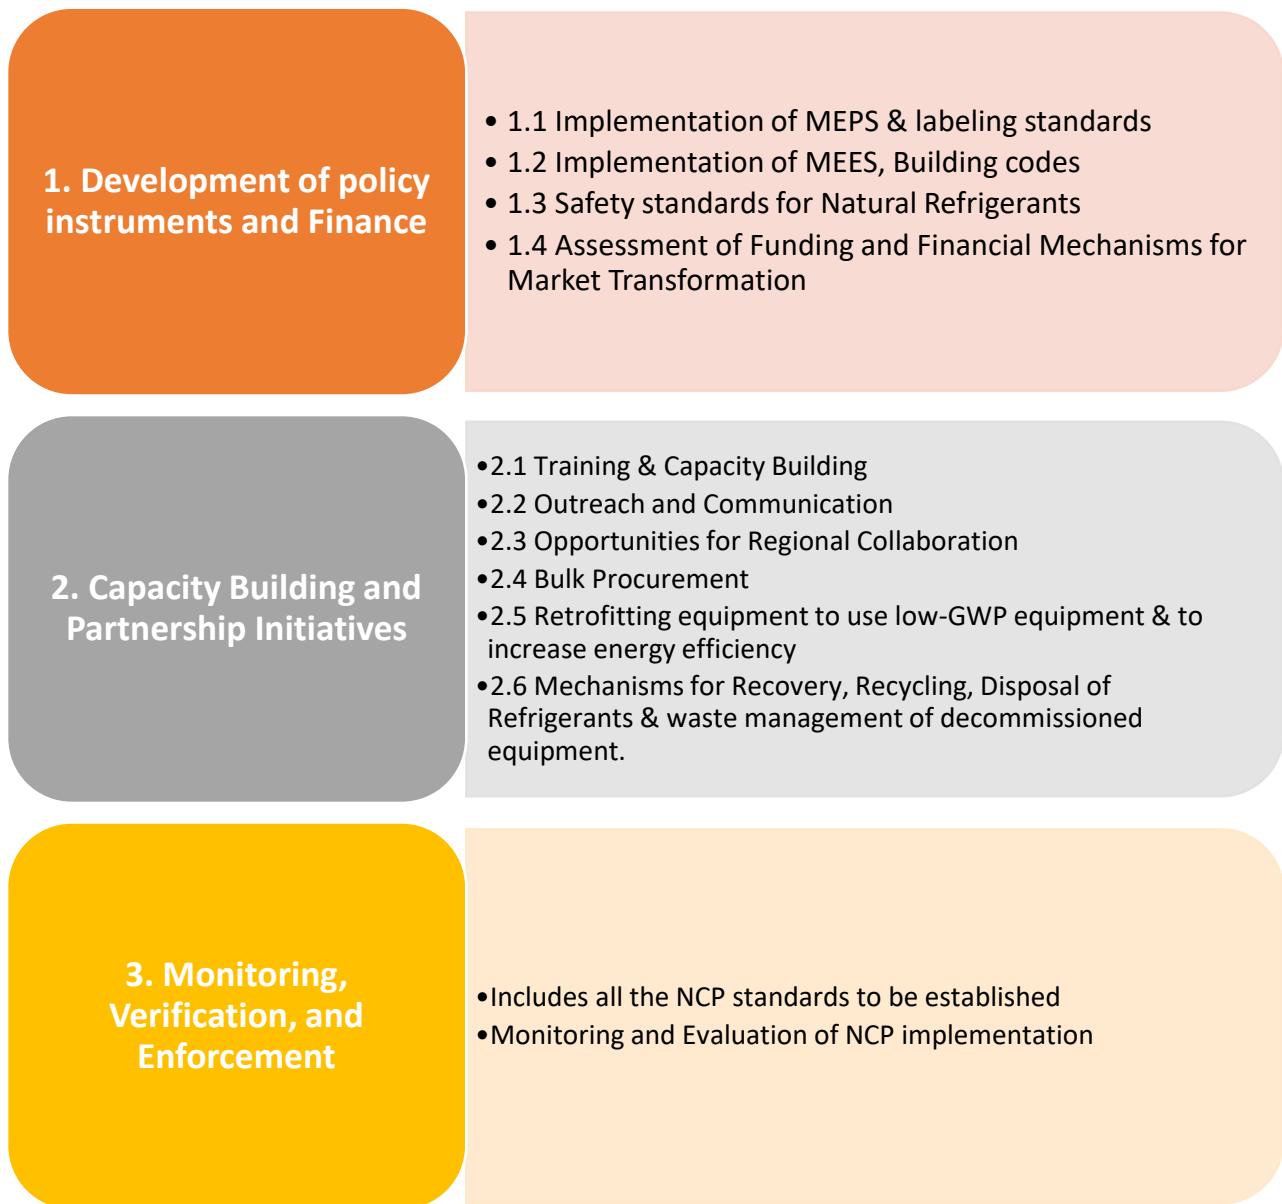 1. Development of policy
instruments and Finance
• 1.1 Implementation of MEPS & labeling standards
• 1.2 Implementation of MEES, Building codes
• 1.3 Safety standards for Natural Refrigerants
• 1.4 Assessment of Funding and Financial Mechanisms for
Market Transformation
2. Capacity Building and
Partnership Initiatives
•2.1 Training & Capacity Building
•2.2 Outreach and Communication
•2.3 Opportunities for Regional Collaboration
•2.4 Bulk Procurement
•2.5 Retrofitting equipment to use low-GWP equipment & to
increase energy efficiency
•2.6 Mechanisms for Recovery, Recycling, Disposal of
Refrigerants & waste management of decommissioned
equipment.
3. Monitoring,
Verification, and
Enforcement
•Includes all the NCP standards to be established
•Monitoring and Evaluation of NCP implementation